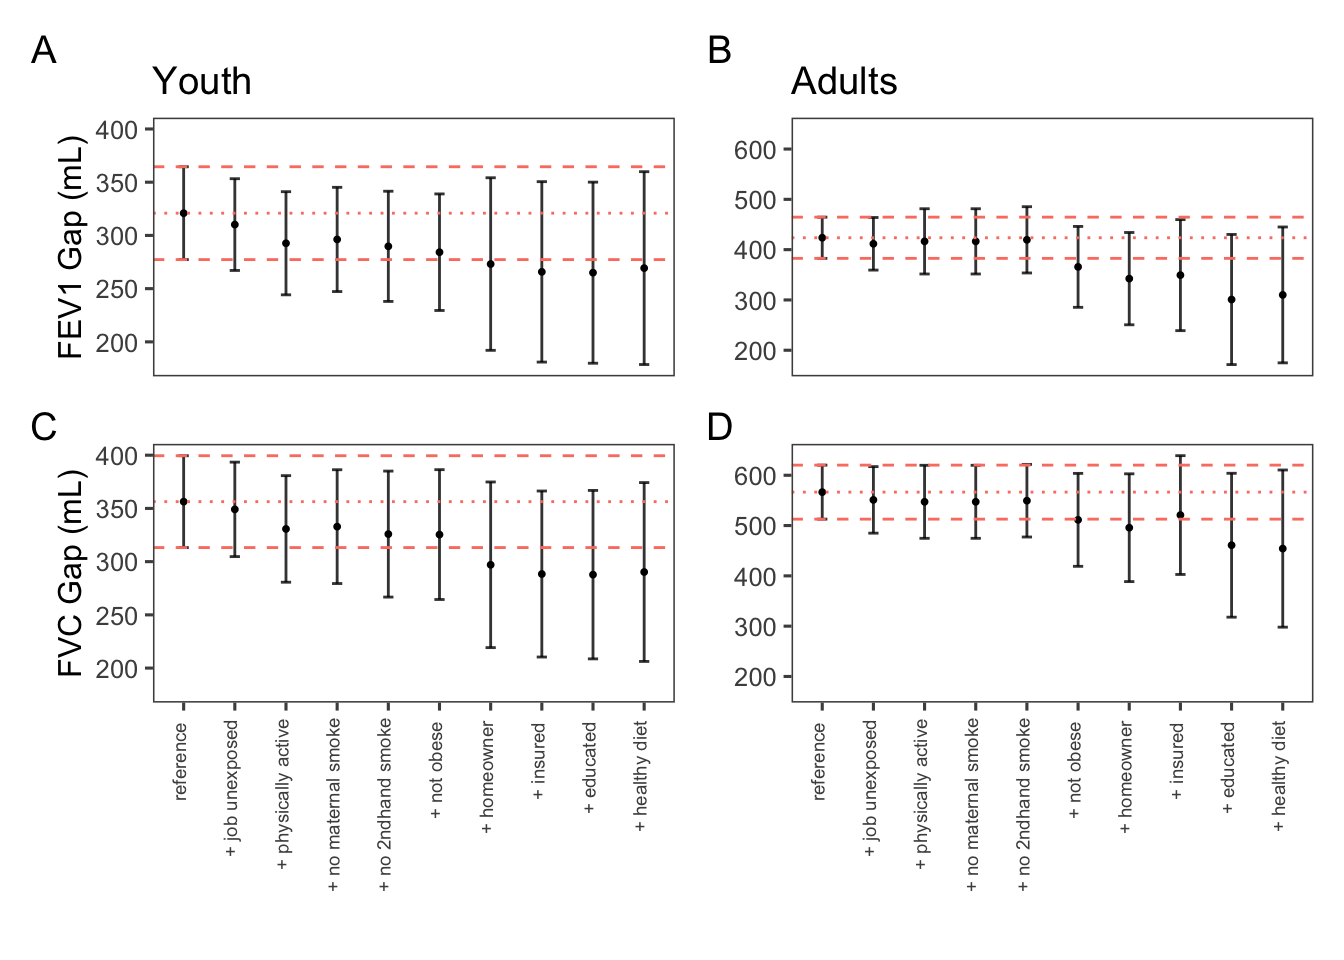 A
Youth
FEV1 Gap (mL)
400
350
300
250
200
B
Adults
600
500
400
300
200
C
FVC Gap (mL)
400
350
300
250
200
reference
+ job unexposed
+ physically active
+ no maternal smoke
+ no 2ndhand smoke
+ not obese
+ homeowner
+ insured
+ educated
+ healthy diet
D
600
500
400
300
200
reference
+ job unexposed
+ physically active
+ no maternal smoke
+ no 2ndhand smoke
+ not obese
+ homeowner
+ insured
+ educated
+ healthy diet